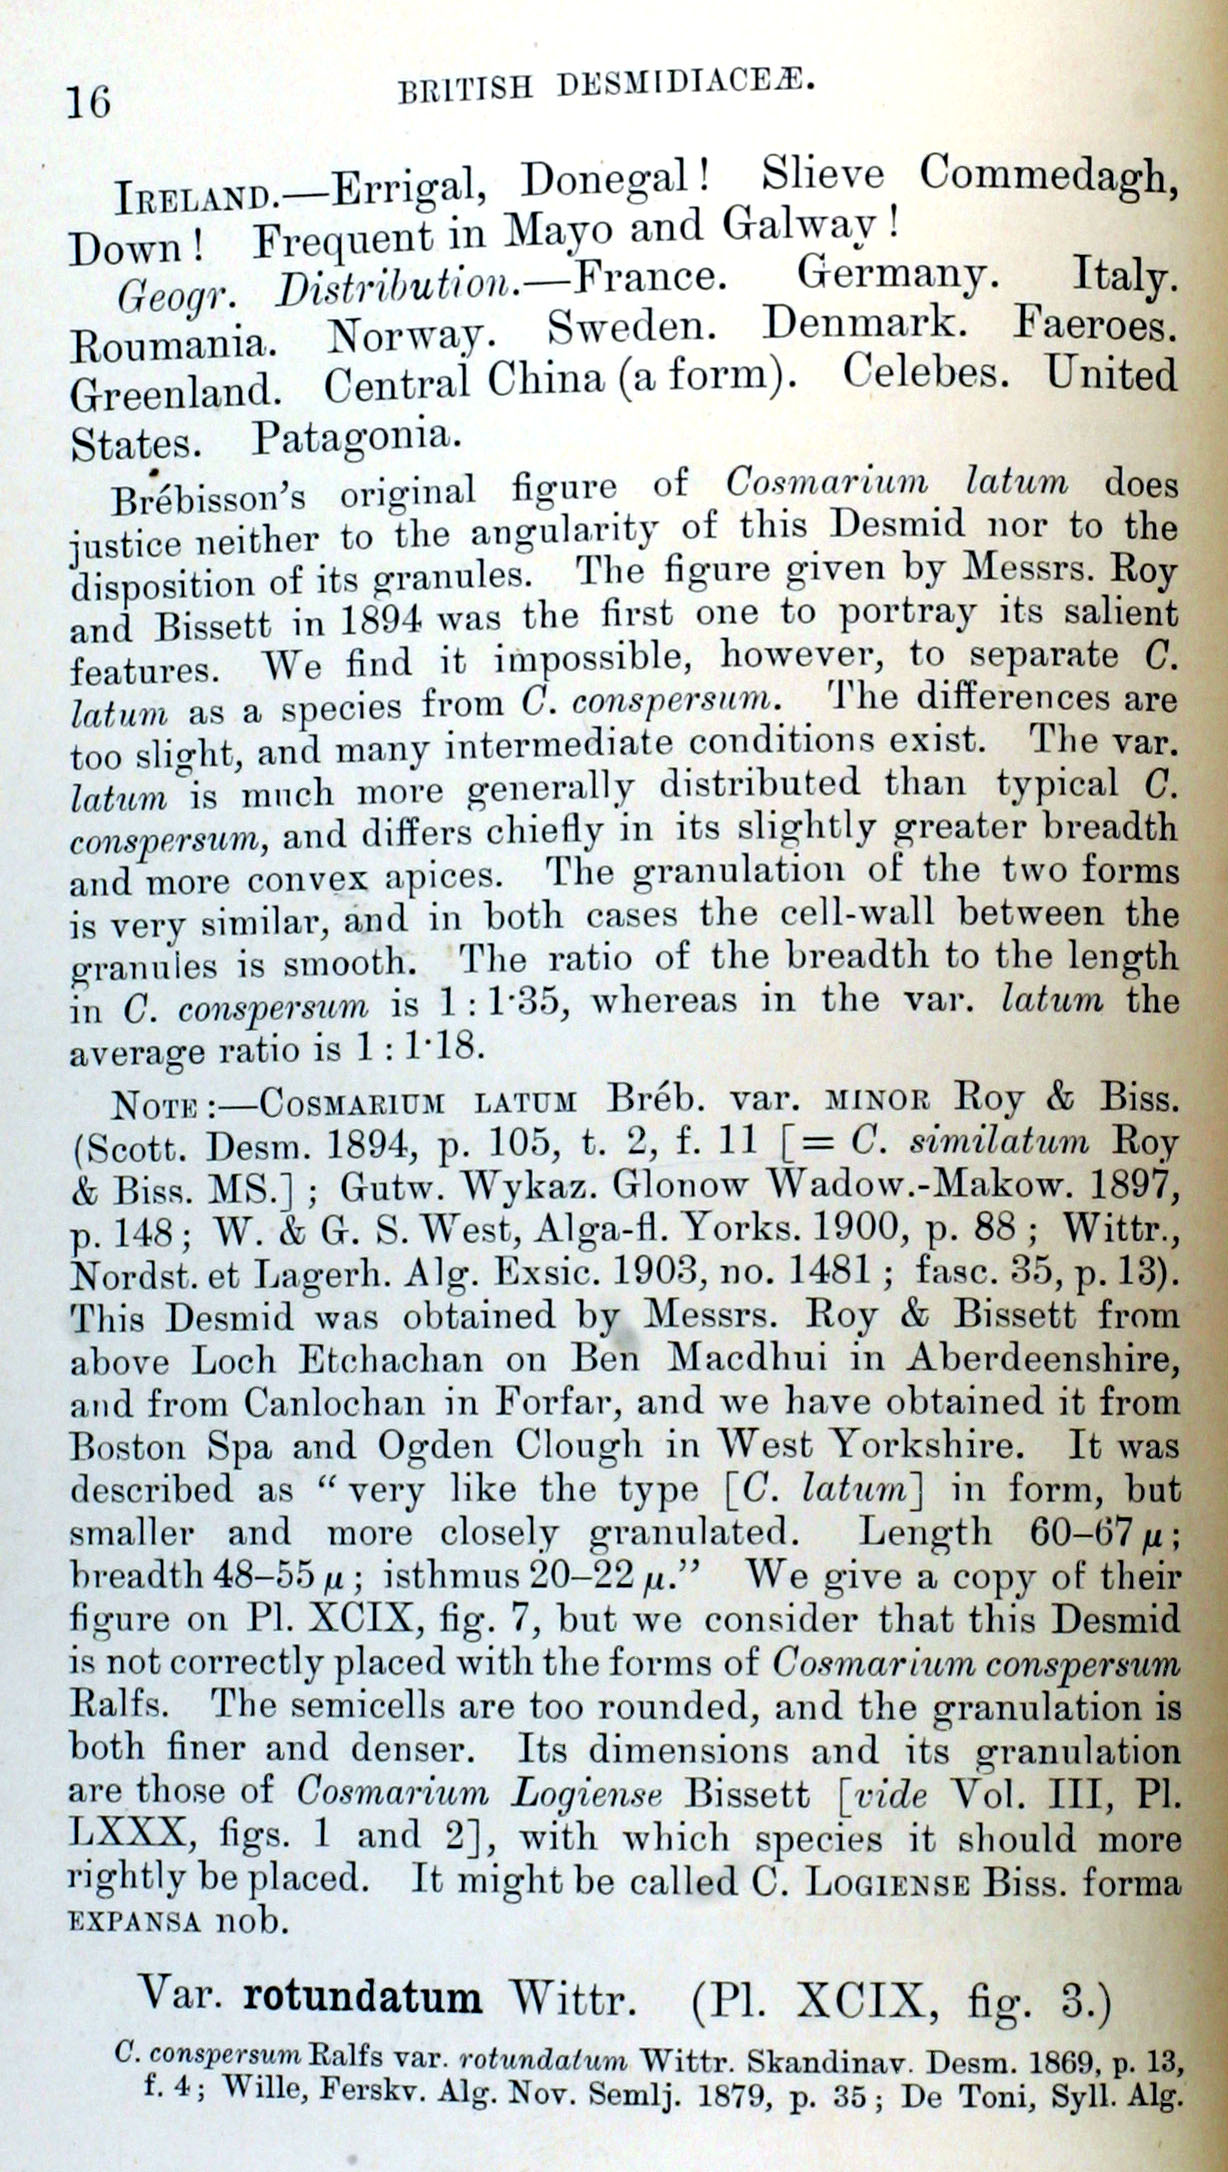 16
BRITISH DESMIDIACEÆ.
IRELAND.—Errigal, Donegal! Slieve Commedagh,
Down! Frequent in Mayo and Galway!
Geogr. Distribution.—France. Germany. Italy.
Roumania. Norway. Sweden. Denmark. Faeroes.
Greenland. Central China (a form). Celebes. United
States. Patagonia.
Brébisson's original figure of Cosmarium latum does
justice neither to the angularity of this Desmid nor to the
disposition of its granules. The figure given by Messrs. Roy
and Bissett in 1894 was the first one to portray its salient
features. We find it impossible, however, to separate C.
latum as a species from C. conspersum. The differences are
too slight, and many intermediate conditions exist. The var.
latum is much more generally distributed than typical C.
conspersum, and differs chiefly in its slightly greater breadth
and more convex apices. The granulation of the two forms
is very similar, and in both cases the cell-wall between the
granules is smooth. The ratio of the breadth to the length
in C. conspersum is 1 : 1·35, whereas in the var. latum the
average ratio is 1 : 1·18.
NOTE :—COSMARIUM LATUM Bréb. var. MINOR Roy & Biss.
(Scott. Desm. 1894, p. 105, t. 2, f. 11 [= C. similatum Roy
& Biss. MS.] ; Gutw. Wykaz. Glonow Wadow.-Makow. 1897,
p. 148 ; W. & G. S. West, Alga-fl. Yorks. 1900, p. 88 ; Wittr.,
Nordst. et Lagerh. Alg. Exsic. 1903, no. 1481 ; fasc. 35, p. 13).
This Desmid was obtained by Messrs. Roy & Bissett from
above Loch Etchachan on Ben Macdhui in Aberdeenshire,
and from Canlochan in Forfar, and we have obtained it from
Boston Spa and Ogden Clough in West Yorkshire. It was
described as “ very like the type [C. latum] in form, but
smaller and more closely granulated. Length 60–67 μ ;
breadth 48–55 μ ; isthmus 20–22 μ.” We give a copy of their
figure on Pl. XCIX, fig. 7, but we consider that this Desmid
is not correctly placed with the forms of Cosmarium conspersum
Ralfs. The semicells are too rounded, and the granulation is
both finer and denser. Its dimensions and its granulation
are those of Cosmarium Logiense Bissett [vide Vol. III, Pl.
LXXX, figs. 1 and 2], with which species it should more
rightly be placed. It might be called C. LOGIENSE Biss. forma
EXPANSA nob.
Var. rotundatum Wittr. (Pl. XCIX, fig. 3.)
C. conspersum Ralfs var. rotundatum Wittr. Skandinav. Desm. 1869, p. 13,
f. 4 ; Wille, Ferskv. Alg. Nov. Semlj. 1879, p. 35 ; De Toni, Syll. Alg.